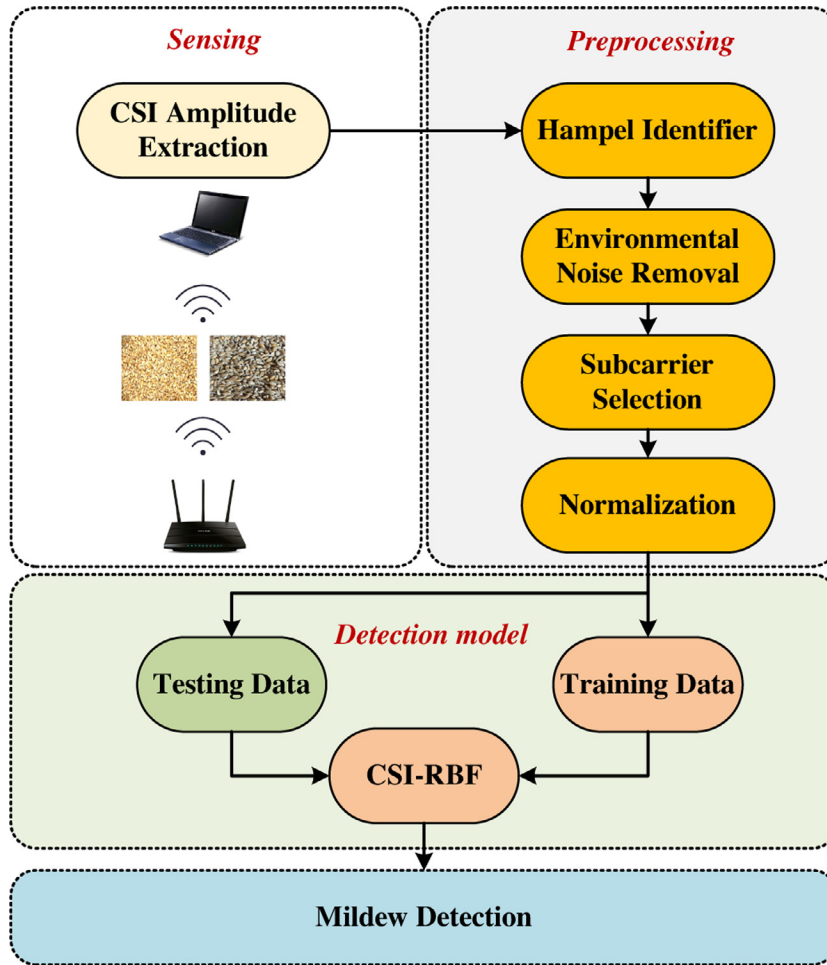 Sensing
CSI Amplitude
Extraction
Preprocessing
Hampel Identifier
Environmental
Noise Removal
Subcarrier
Selection
Normalization
Detection model
Testing Data
Training Data
CSI-RBF
Mildew Detection